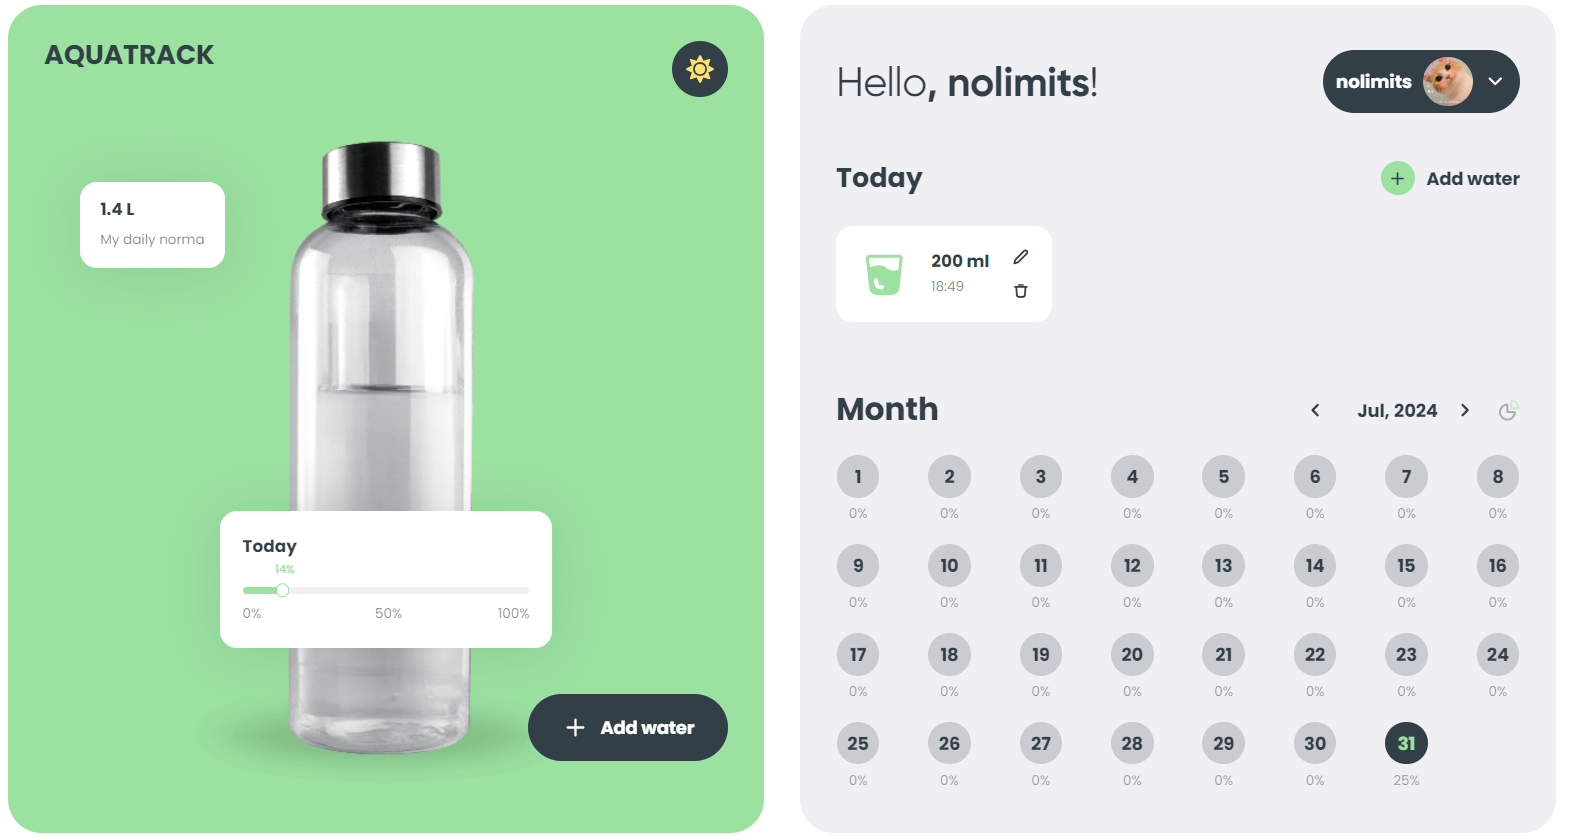 AQUATRACK
1.4 L
My daily norma
Today
14%
0% 50% 100%
Add water
Hello, nolimits!
nolimits
Today
Add water
200 ml
18:49
Month
Jul, 2024
1 2 3 4 5 6 7 8
0% 0% 0% 0% 0% 0% 0% 0%
9 10 11 12 13 14 15 16
0% 0% 0% 0% 0% 0% 0% 0%
17 18 19 20 21 22 23 24
0% 0% 0% 0% 0% 0% 0% 0%
25 26 27 28 29 30 31
0% 0% 0% 0% 0% 0% 25%